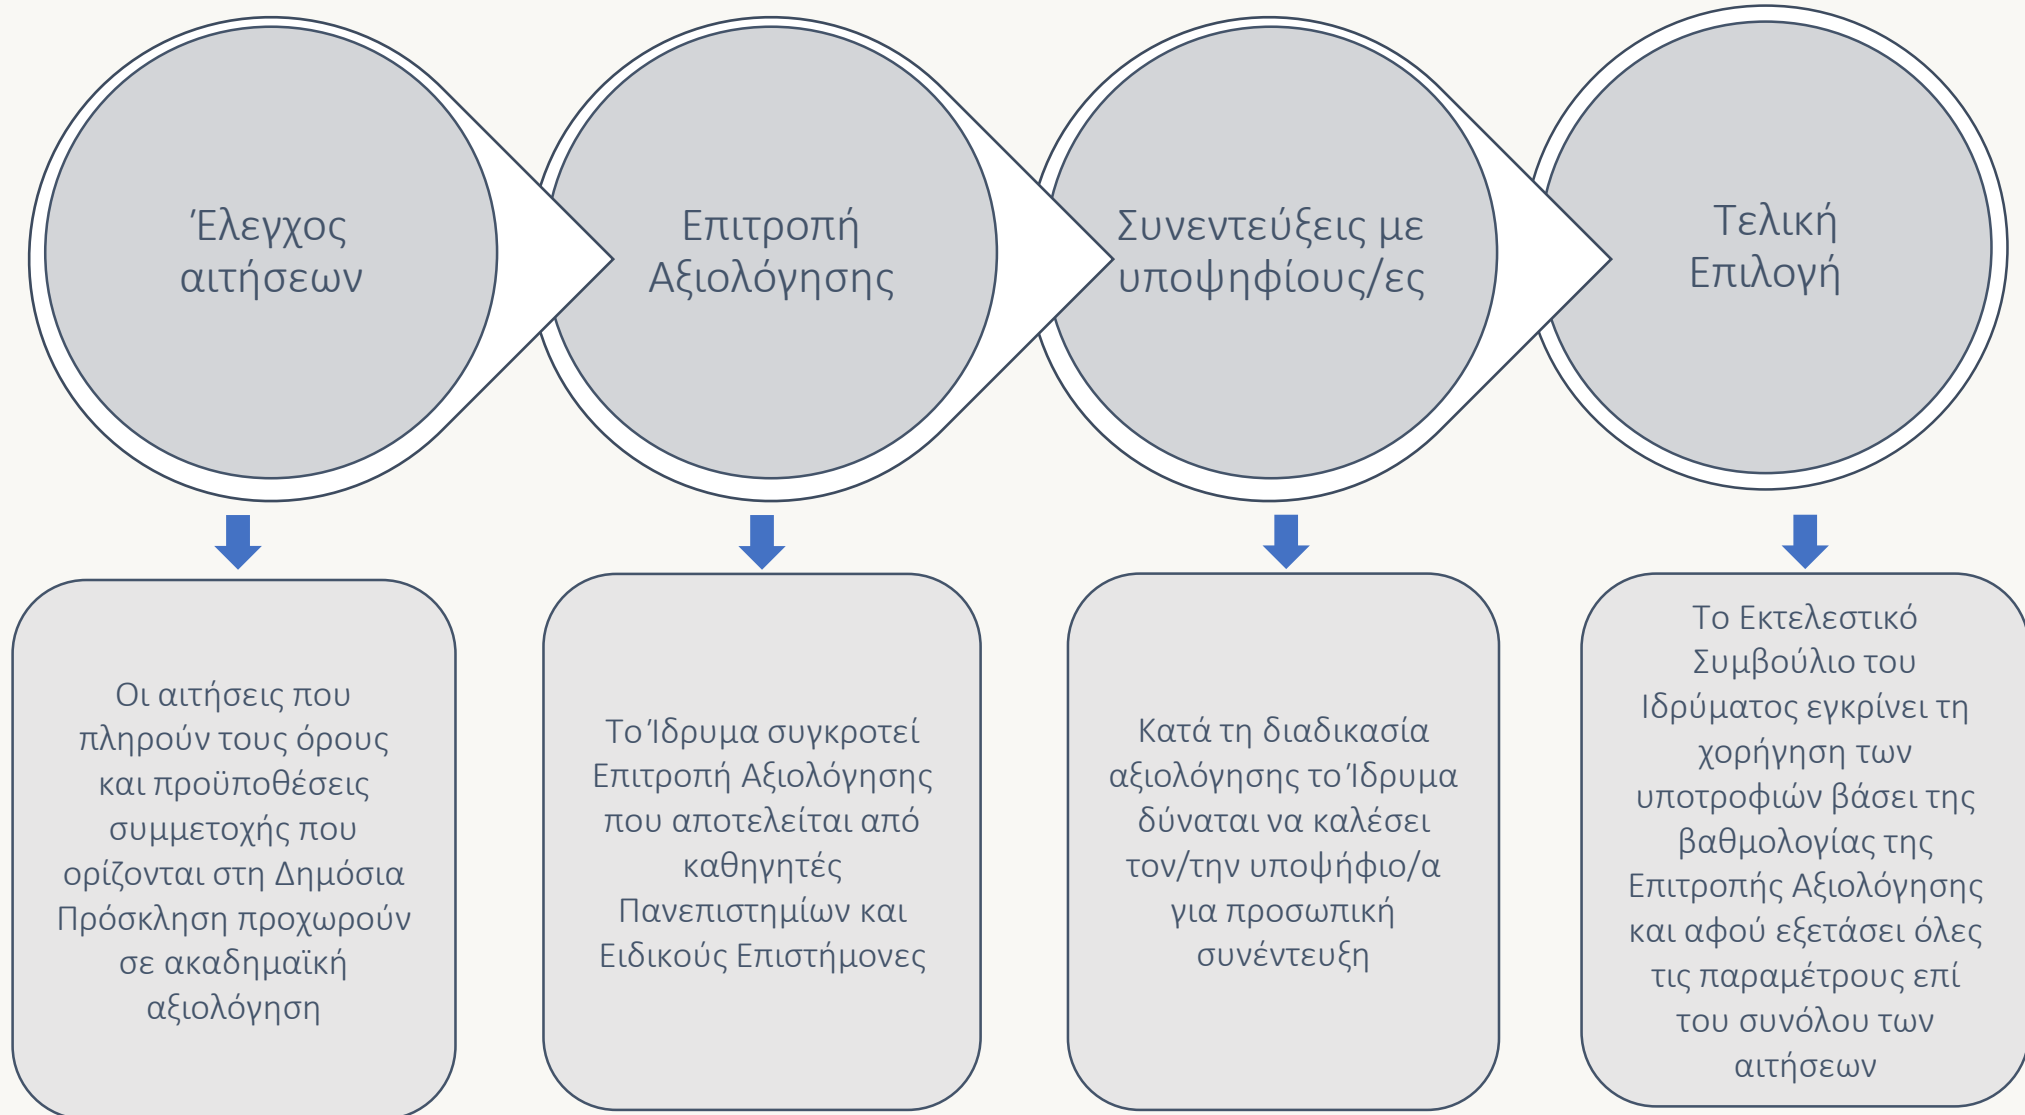 Έλεγχος
αιτήσεων
Επιτροπή
Αξιολόγησης
Συνεντεύξεις με
υποψηφίους/ες
Τελική
Επιλογή
Οι αιτήσεις που
πληρούν τους όρους
και προϋποθέσεις
συμμετοχής που
ορίζονται στη Δημόσια
Πρόσκληση προχωρούν
σε ακαδημαϊκή
αξιολόγηση
Το Ίδρυμα συγκροτεί
Επιτροπή Αξιολόγησης
που αποτελείται από
καθηγητές
Πανεπιστημίων και
Ειδικούς Επιστήμονες
Κατά τη διαδικασία
αξιολόγησης το Ίδρυμα
δύναται να καλέσει
τον/την υποψήφιο/α
για προσωπική
συνέντευξη
Το Εκτελεστικό
Συμβούλιο του
Ιδρύματος εγκρίνει τη
χορήγηση των
υποτροφιών βάσει της
βαθμολογίας της
Επιτροπής Αξιολόγησης
και αφού εξετάσει όλες
τις παραμέτρους επί
του συνόλου των
αιτήσεων